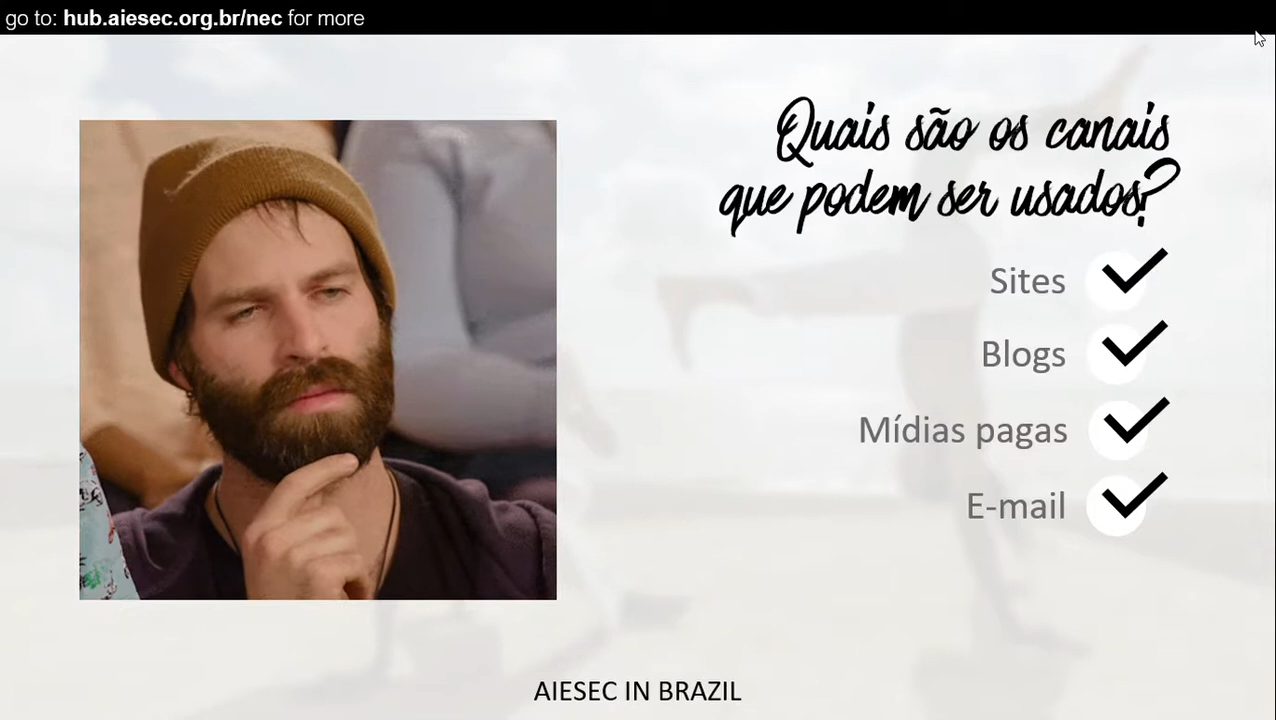 go to: hub.aiesec.org.br/nec for more
Quais são os canais
que podem ser usados?
Sites
Blogs
Mídias pagas
E-mail
AIESEC IN BRAZIL